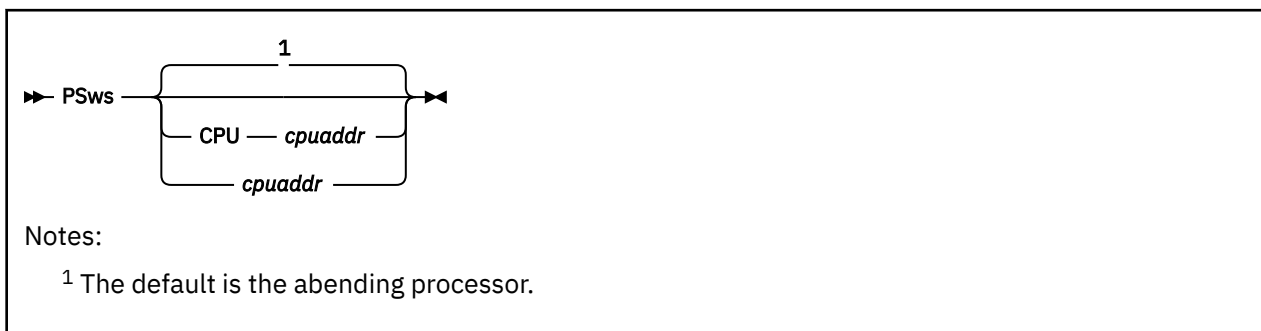 1
PSws
CPU cpuaddr
cpuaddr
Notes:
1 The default is the abending processor.